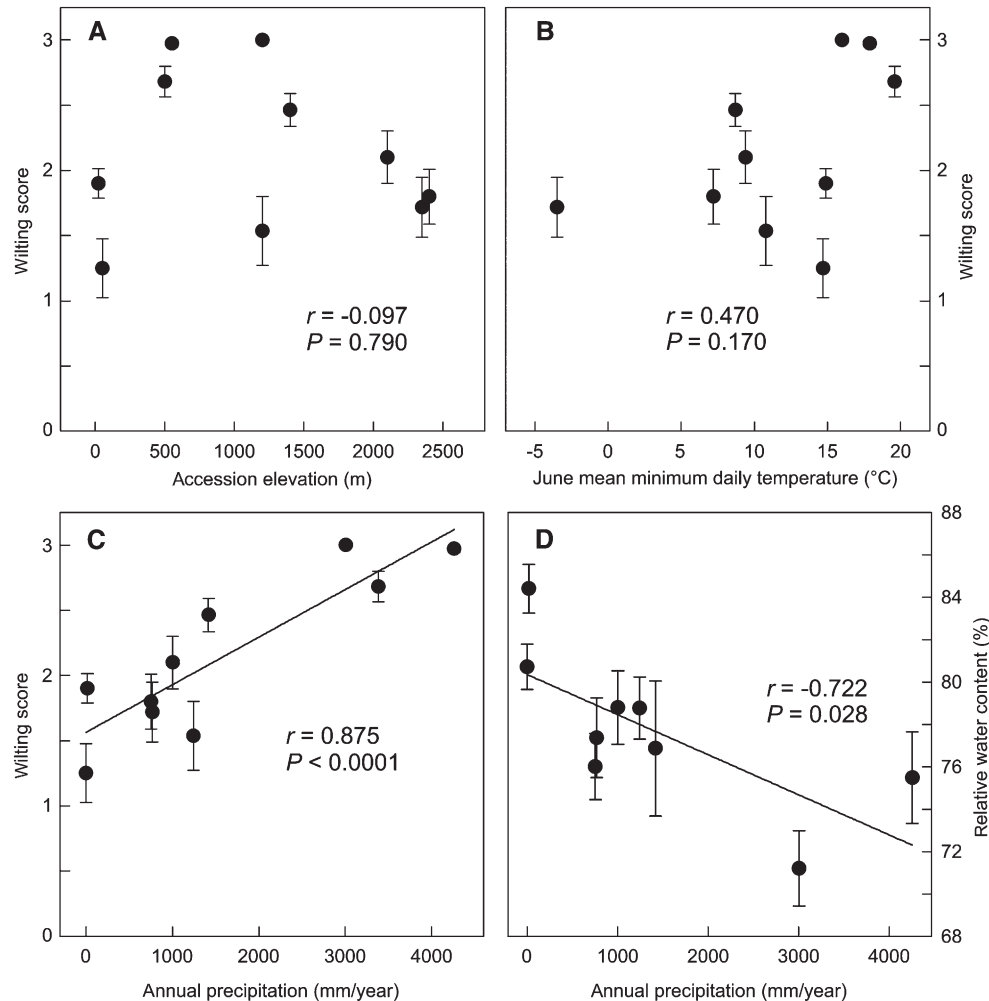 A
3
2
1
0
Wilting score
r = -0.097
P = 0.790
0 500 1000 1500 2000 2500
Accession elevation (m)
B
3
2
1
0
Wilting score
r = 0.470
P = 0.170
-5 0 5 10 15 20
June mean minimum daily temperature (°C)
C
3
2
1
0
Wilting score
r = 0.875
P < 0.0001
0 1000 2000 3000 4000
Annual precipitation (mm/year)
D
88
84
80
76
72
68
Relative water content (%)
r = -0.722
P = 0.028
0 1000 2000 3000 4000
Annual precipitation (mm/year)